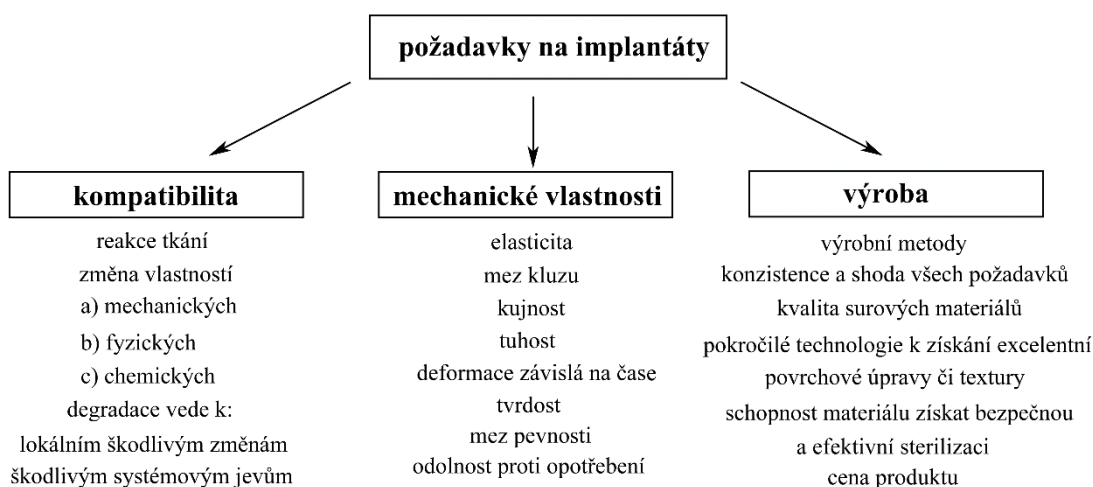 požadavky na implantáty
kompatibilita
reakce tkání
změna vlastností
a) mechanických
b) fyzických
c) chemických
degradace vede k:
lokálním škodlivým změnám
škodlivým systémovým jevům
mechanické vlastnosti
elasticita
mez kluzu
kujnost
tuhost
deformace závislá na čase
tvrdost
mez pevnosti
odolnost proti opotřebení
výroba
výrobní metody
konzistence a shoda všech požadavků
kvalita surových materiálů
pokročilé technologie k získání excelentní
povrchové úpravy či textury
schopnost materiálu získat bezpečnou
a efektivní sterilizaci
cena produktu